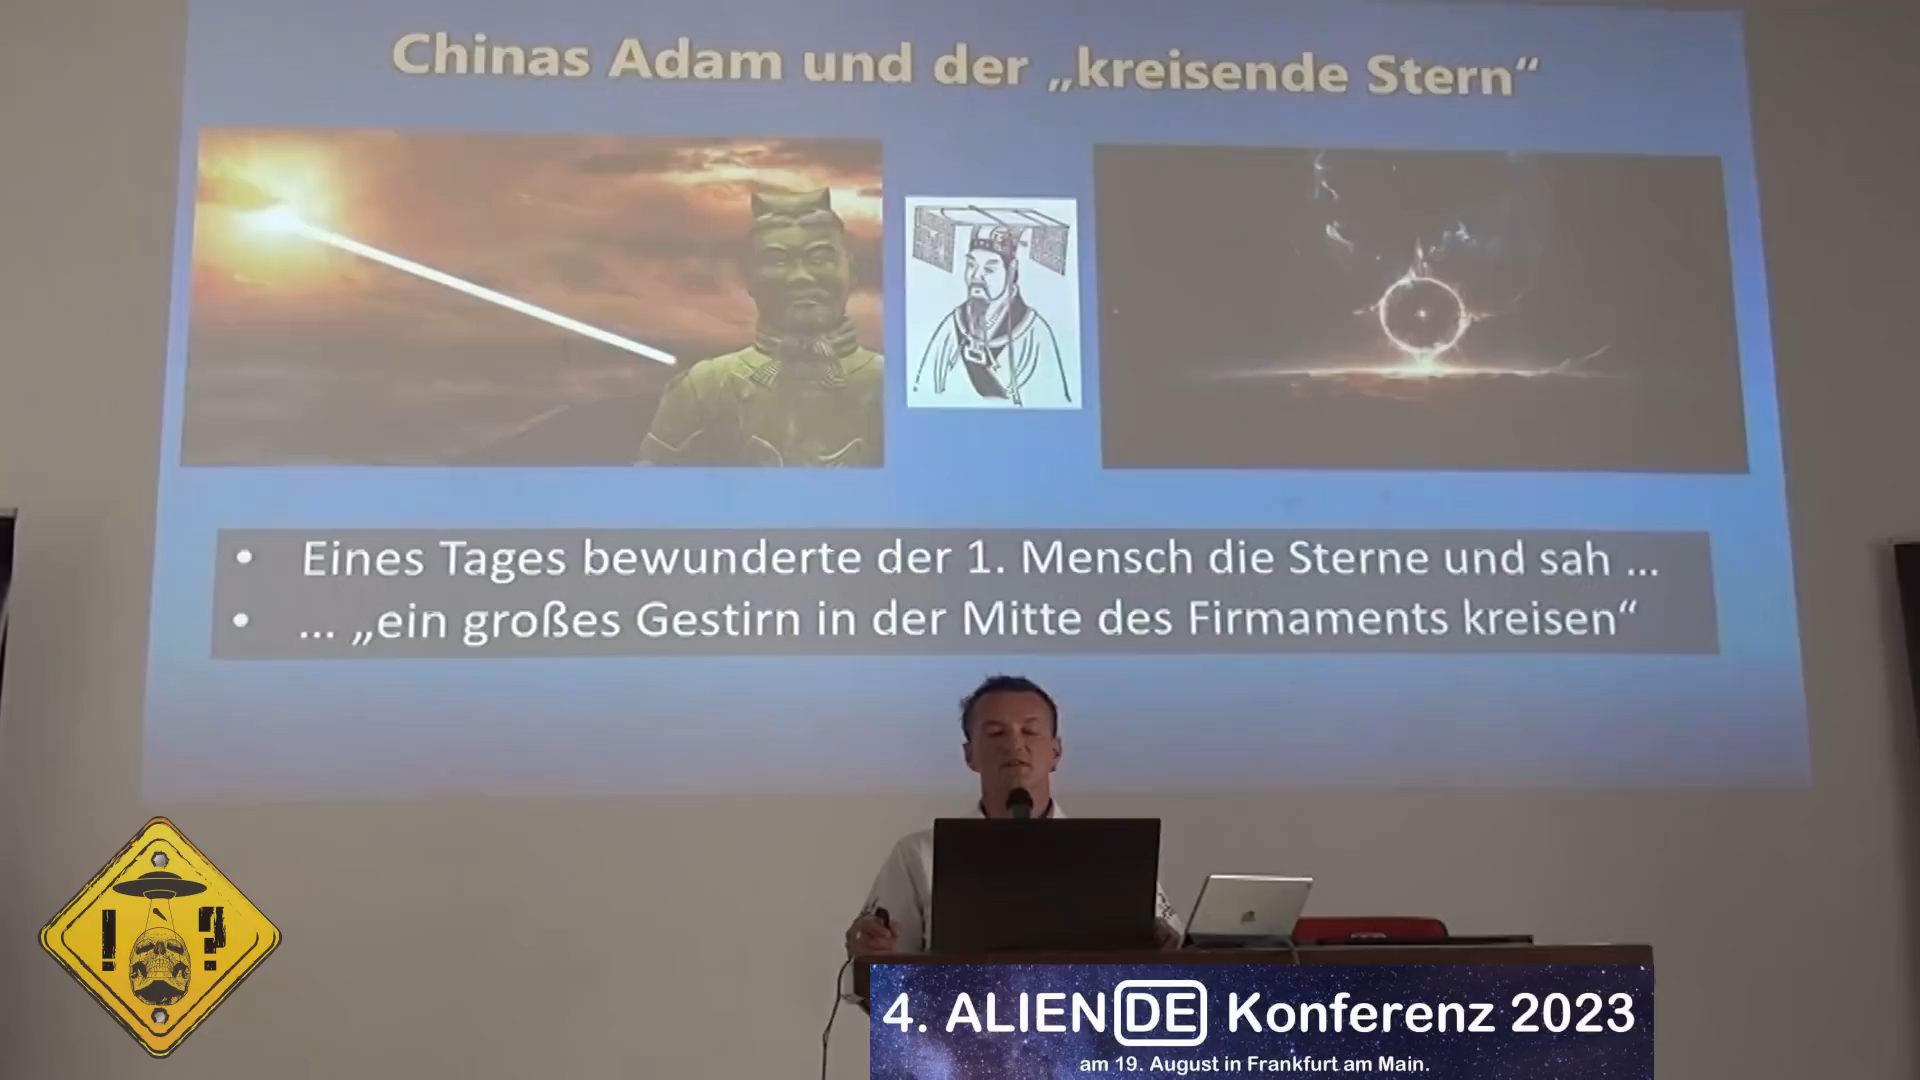 Chinas Adam und der „kreisende Stern“
• Eines Tages bewunderte der 1. Mensch die Sterne und sah ...
• ... „ein großes Gestirn in der Mitte des Firmaments kreisen“
! ?
4. ALIEN DE Konferenz 2023
am 19. August in Frankfurt am Main.